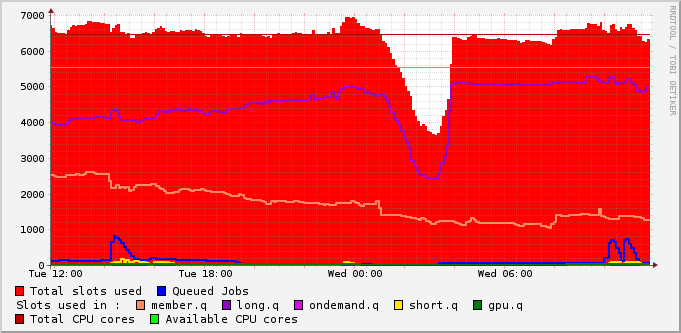 7000
6000
5000
4000
3000
2000
1000
0
Tue 12:00 Tue 18:00 Wed 00:00 Wed 06:00
Total slots used Queued Jobs
Slots used in : member.q long.q ondemand.q short.q gpu.q
Total CPU cores Available CPU cores
RRDTOOL / TOBI OETIKER